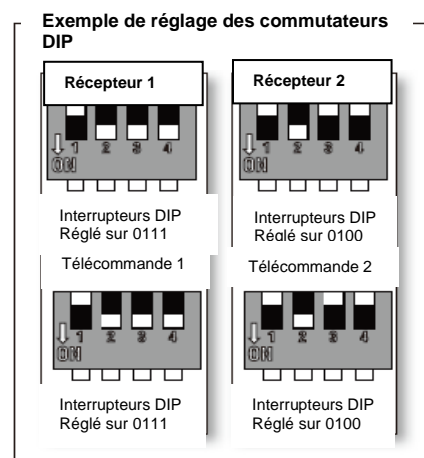 Exemple de réglage des commutateurs
DIP
Récepteur 1
Récepteur 2
1 2 3 4
ON
1 2 3 4
ON
Interrupteurs DIP
Réglé sur 0111
Interrupteurs DIP
Réglé sur 0100
Télécommande 1
Télécommande 2
1 2 3 4
ON
1 2 3 4
ON
Interrupteurs DIP
Réglé sur 0111
Interrupteurs DIP
Réglé sur 0100